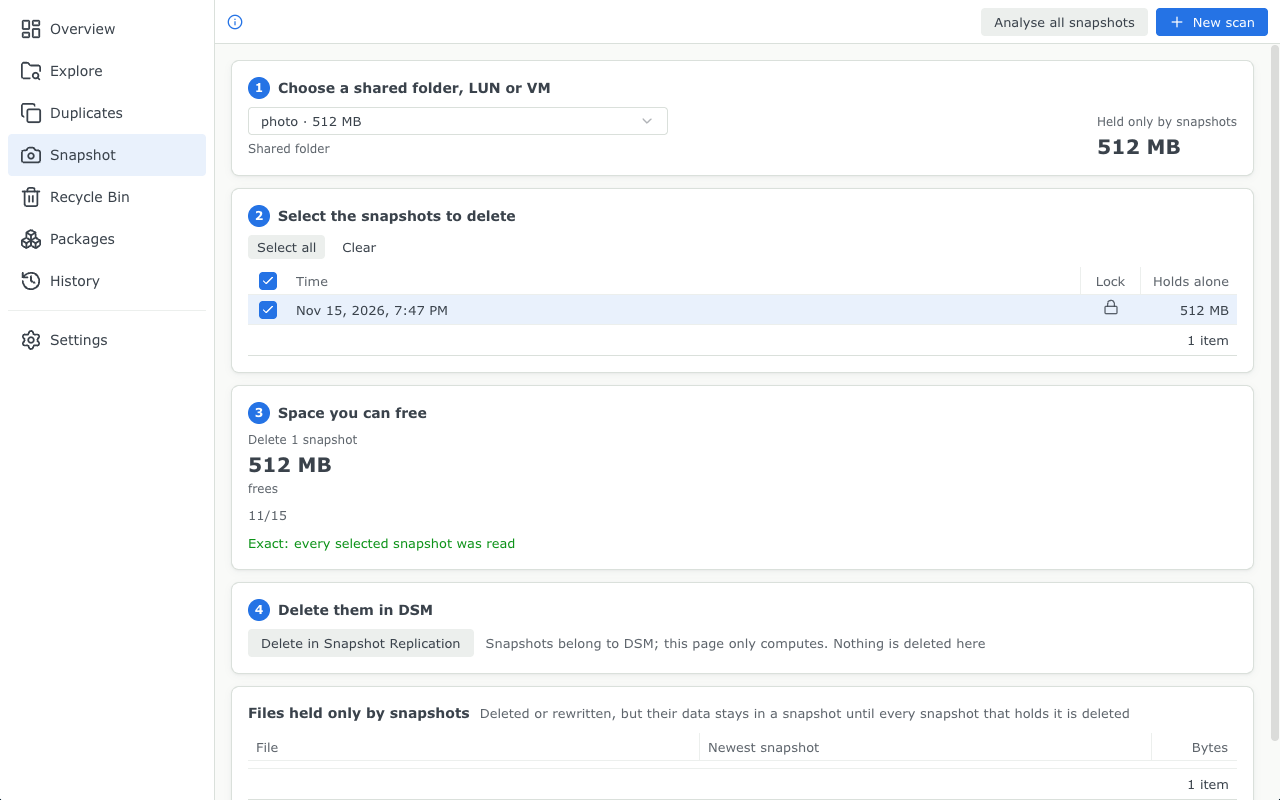 Overview
Explore
Duplicates
Snapshot
Recycle Bin
Packages
History
Settings
Analyse all snapshots
New scan
1 Choose a shared folder, LUN or VM
photo · 512 MB
Shared folder
Held only by snapshots
512 MB
2 Select the snapshots to delete
Select all Clear
Time Lock Holds alone
Nov 15, 2026, 7:47 PM 512 MB
1 item
3 Space you can free
Delete 1 snapshot
512 MB
frees
11/15
Exact: every selected snapshot was read
4 Delete them in DSM
Delete in Snapshot Replication Snapshots belong to DSM; this page only computes. Nothing is deleted here
Files held only by snapshots Deleted or rewritten, but their data stays in a snapshot until every snapshot that holds it is deleted
File Newest snapshot Bytes
1 item